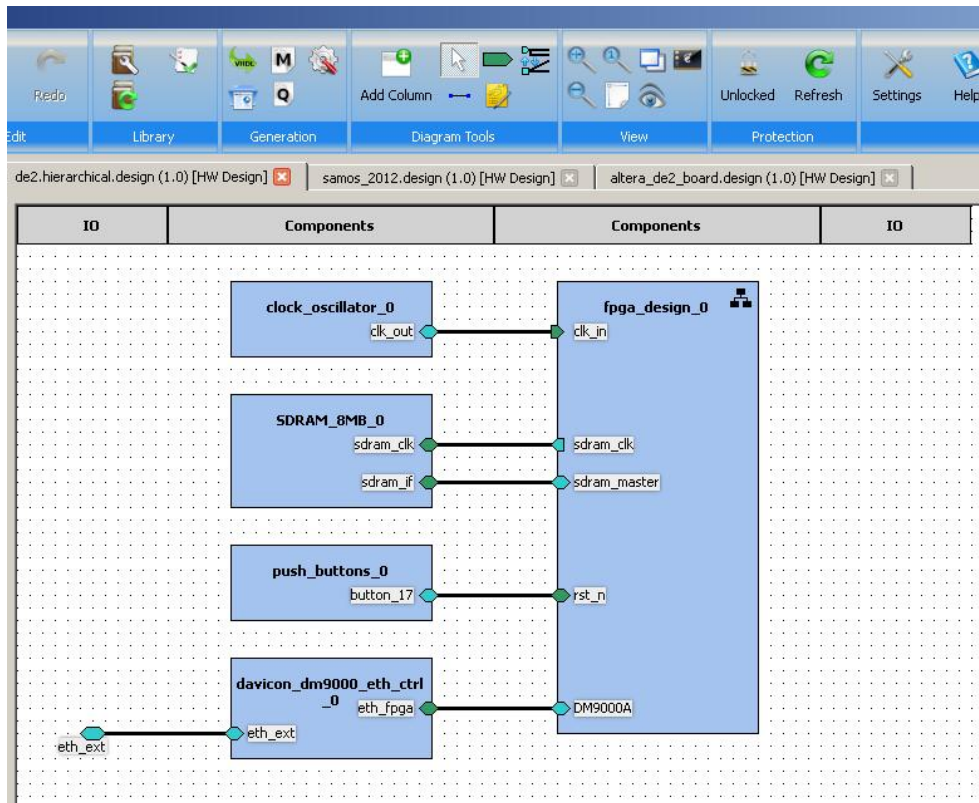 VHDL M
Redo Q Add Column Unlocked Refresh Settings Help
Edit Library Generation Diagram Tools View Protection
de2.hierarchical.design (1.0) [HW Design] samos_2012.design (1.0) [HW Design] altera_de2_board.design (1.0) [HW Design]
IO Components Components IO
clock_oscillator_0 fpga_design_0
clk_out clk_in
SDRAM_8MB_0
sdram_clk sdram_clk
sdram_if sdram_master
push_buttons_0
button_17 rst_n
davicon_dm9000_eth_ctrl
_0 eth_fpga DM9000A
eth_ext
eth_ext